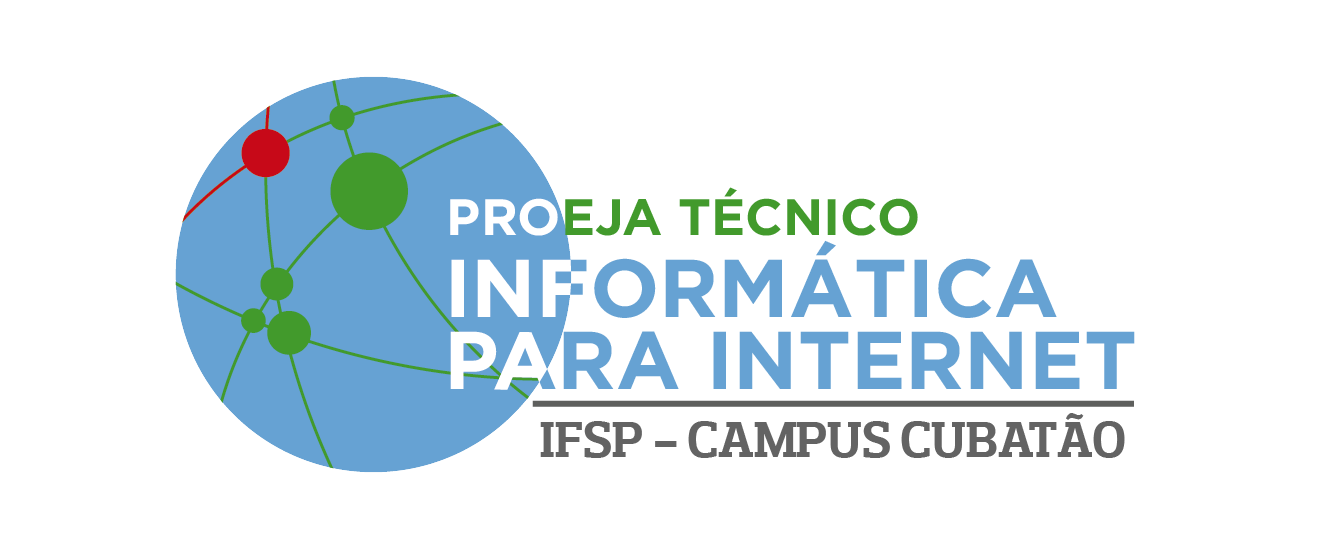 PROEJA TÉCNICO
INFORMÁTICA
PARA INTERNET
IFSP – CAMPUS CUBATÃO